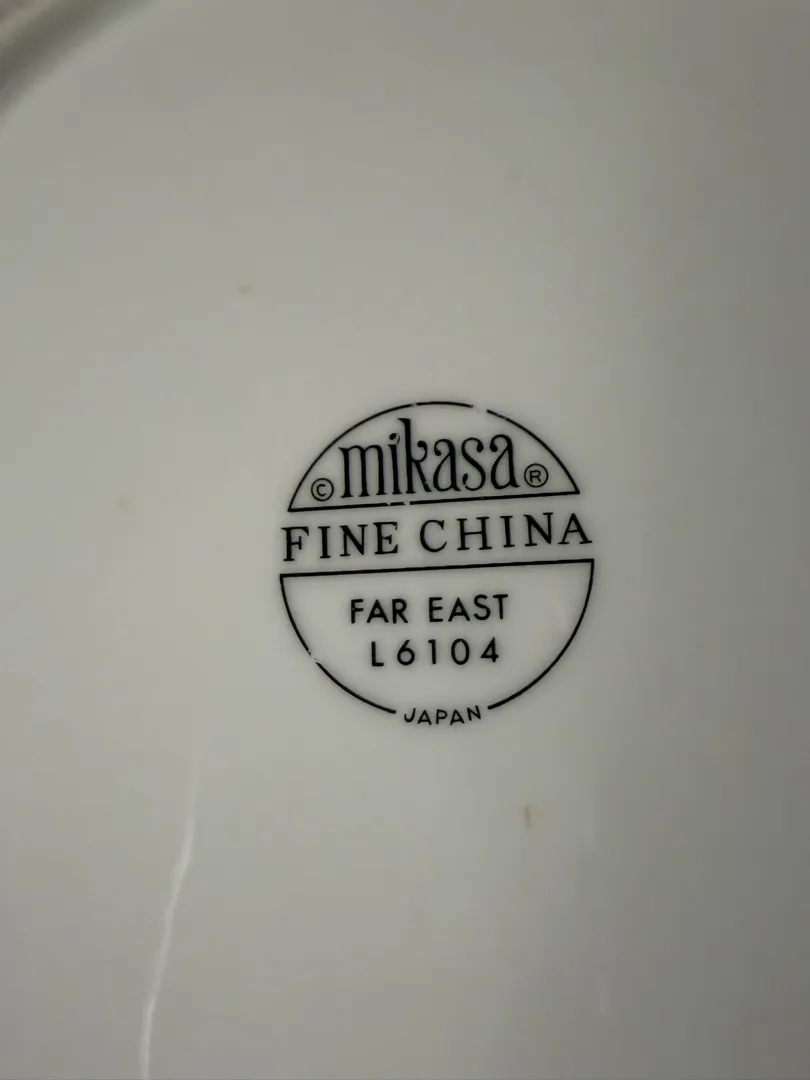 © mikasa ®
FINE CHINA
FAR EAST
L6104
JAPAN